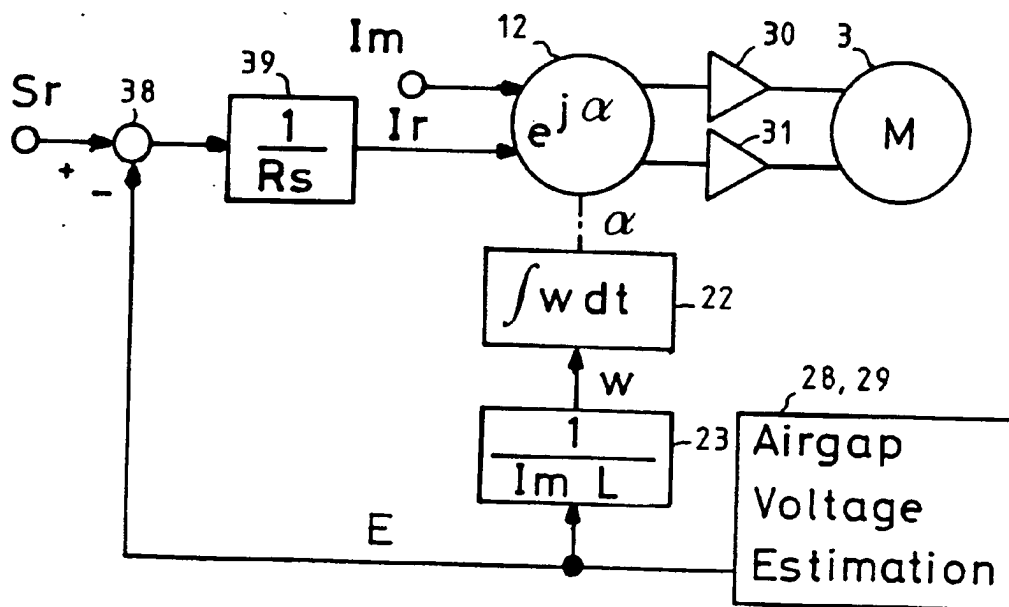 12
30
3
Im
39
38
Sr
1
Rs
Ir
e^{jα}
31
M
+
-
α
∫w dt
22
w
28, 29
1
Im L
23
Airgap
Voltage
Estimation
E